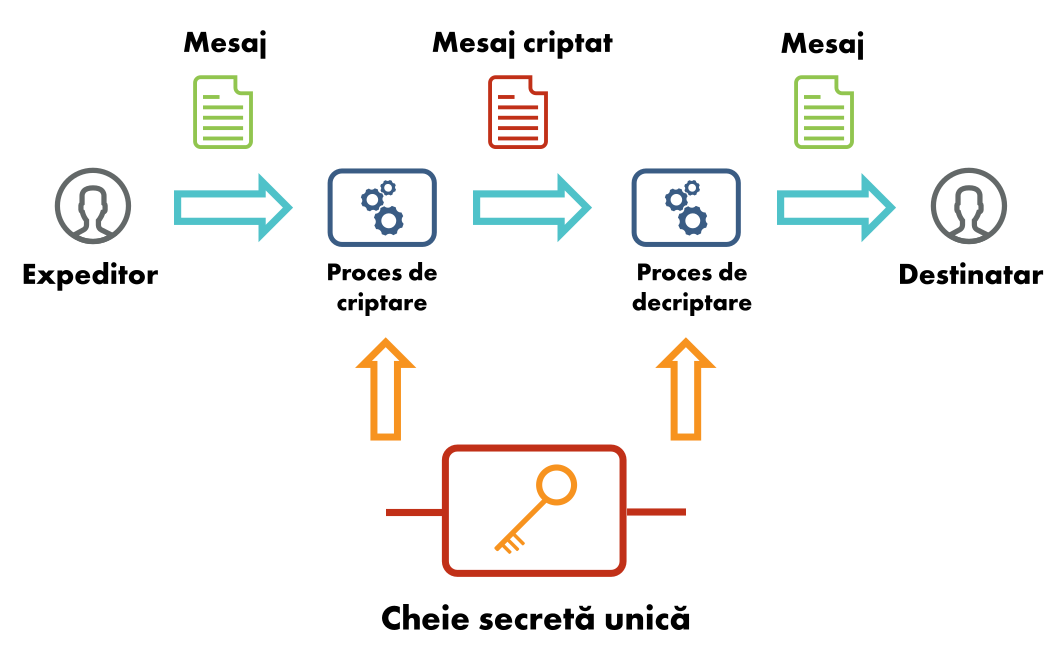 Mesaj
Mesaj criptat
Mesaj
Expeditor
Proces de
criptare
Proces de
decriptare
Destinatar
Cheie secretă unică